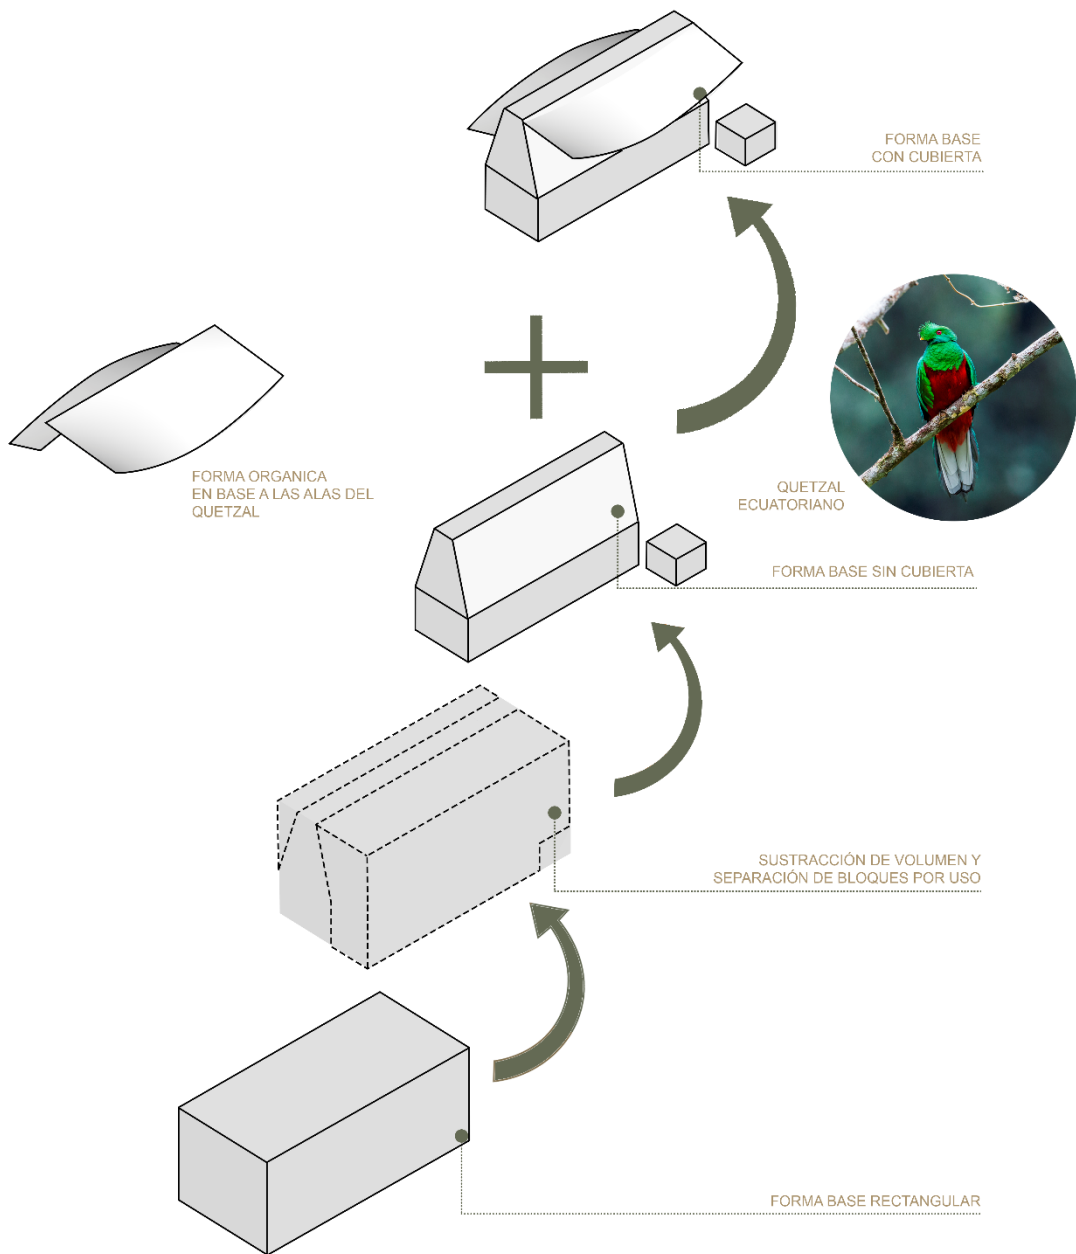 FORMA BASE
CON CUBIERTA
FORMA ORGANICA
EN BASE A LAS ALAS DEL
QUETZAL
QUETZAL
ECUATORIANO
FORMA BASE SIN CUBIERTA
SUSTRACCIÓN DE VOLUMEN Y
SEPARACIÓN DE BLOQUES POR USO
FORMA BASE RECTANGULAR